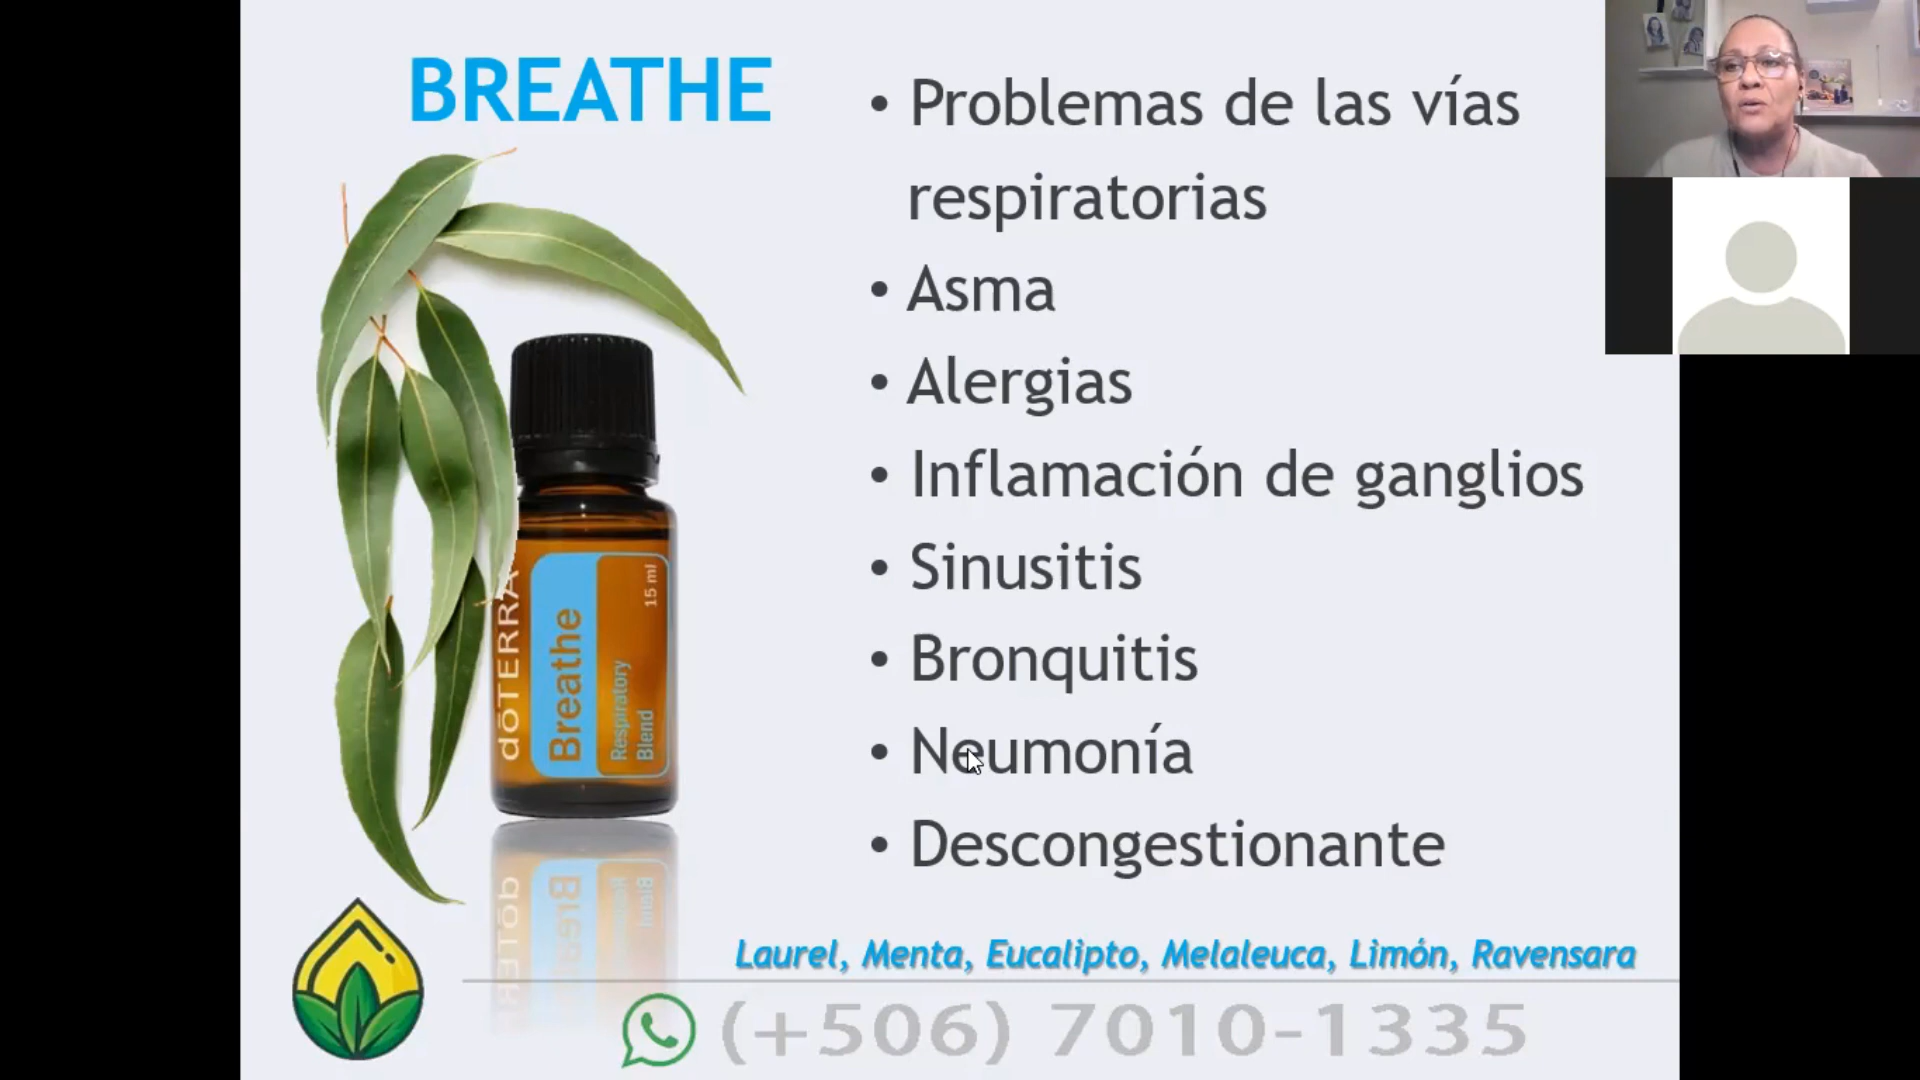 BREATHE
• Problemas de las vías
respiratorias
• Asma
• Alergias
• Inflamación de ganglios
• Sinusitis
• Bronquitis
• Neumonía
• Descongestionante
dōTERRA
Breathe
Respiratory
Blend
15 ml
Laurel, Menta, Eucalipto, Melaleuca, Limón, Ravensara
(+506) 7010-1335